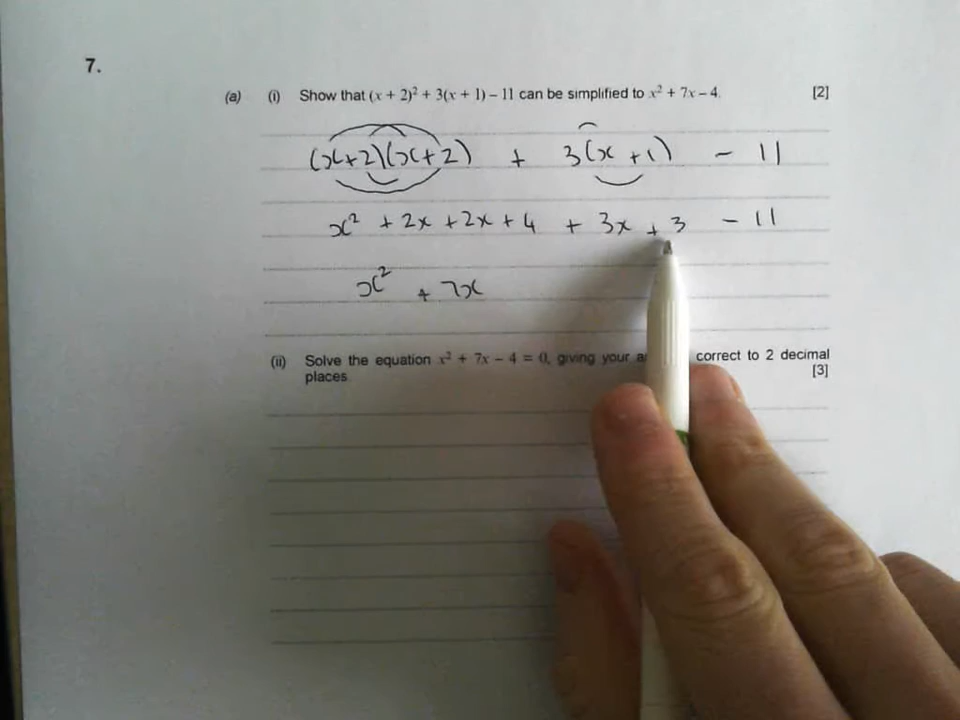 7.
(a) (i) Show that (x + 2)² + 3(x + 1) – 11 can be simplified to x² + 7x – 4. [2]
(x+2)(x+2) + 3(x+1) - 11
x² + 2x + 2x + 4 + 3x + 3 - 11
x² + 7x
(ii) Solve the equation x² + 7x – 4 = 0, giving your correct to 2 decimal
places [3]